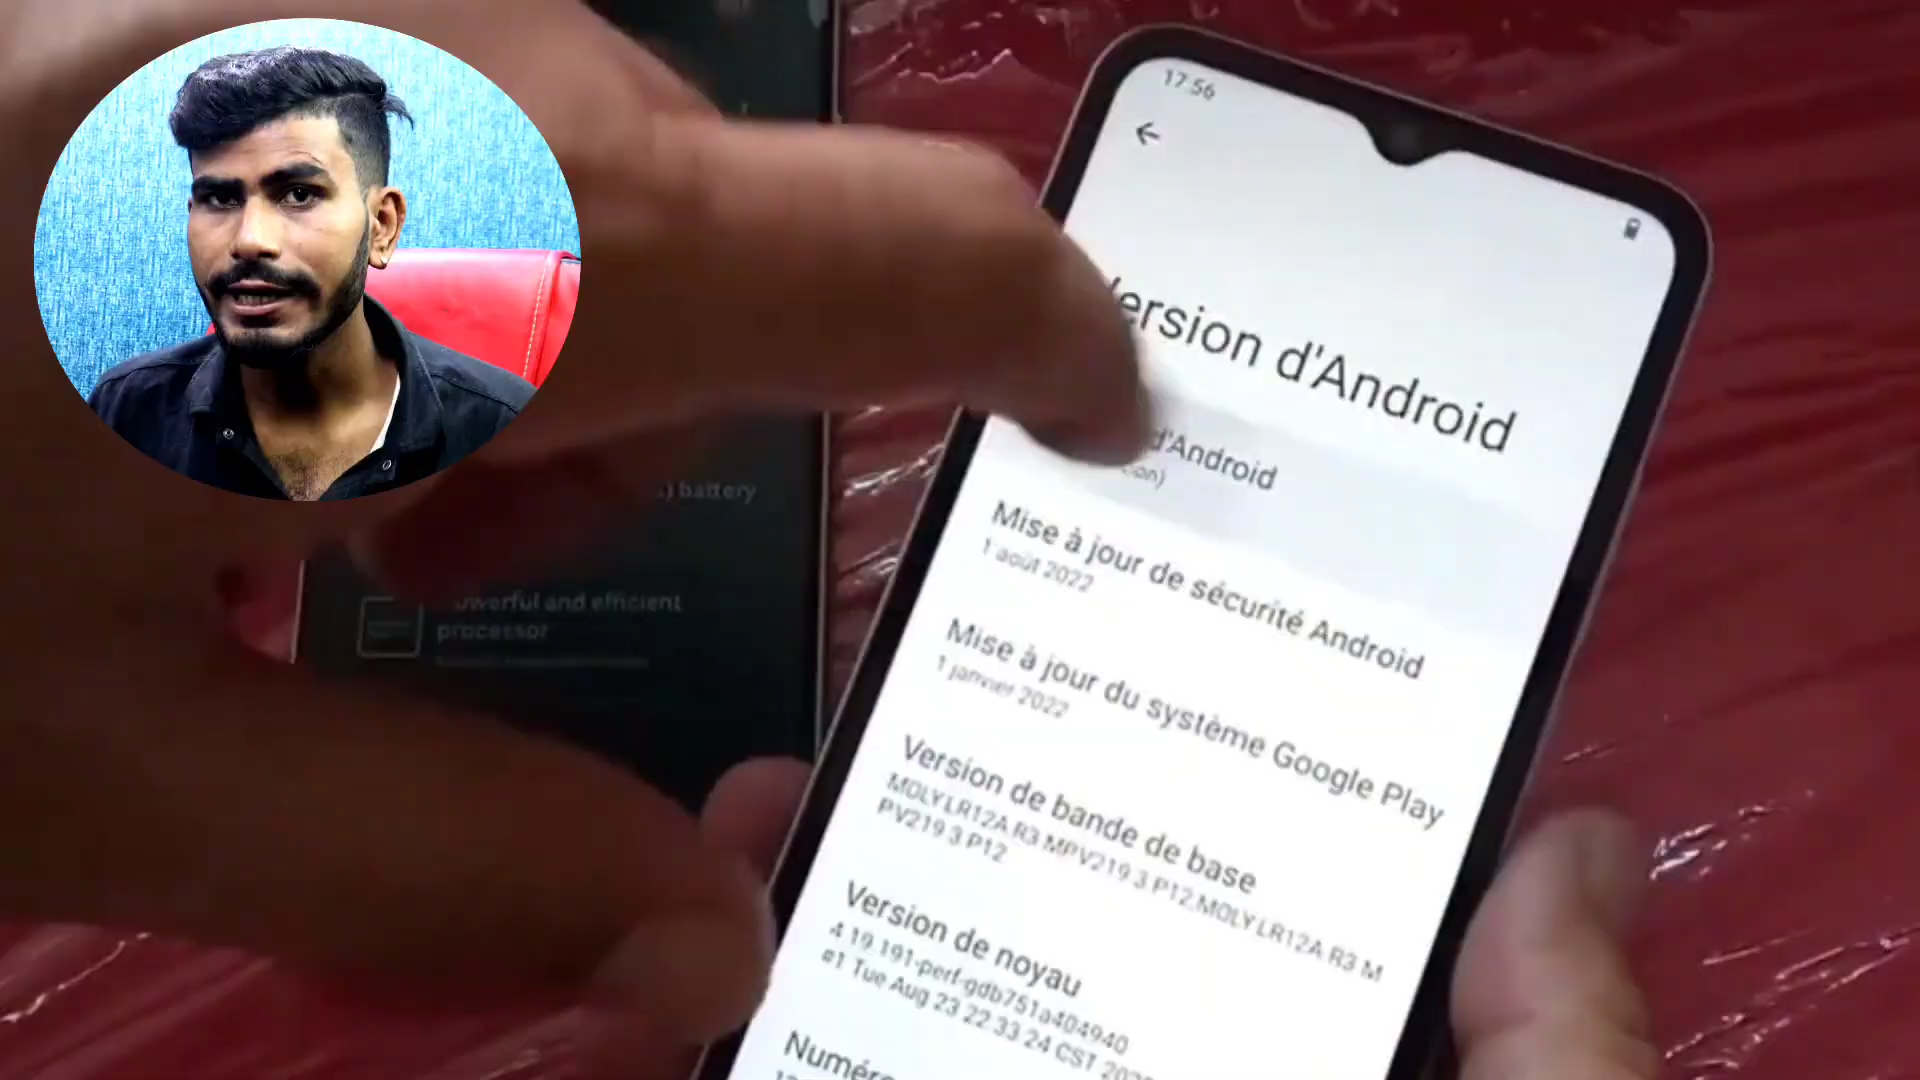 17:56
ersion d'Android
d'Android
Mise à jour de sécurité Android
1 août 2022
Mise à jour du système Google Play
1 janvier 2022
Version de bande de base
MOLY.LR12A.R3.MPV219.3.P12,MOLY.LR12A.R3.M
PV219.3.P12
Version de noyau
4.19.191-perf-gdb751a404940
#1 Tue Aug 23 22:33:24 CST
Numéro
battery
Powerful and efficient
processor